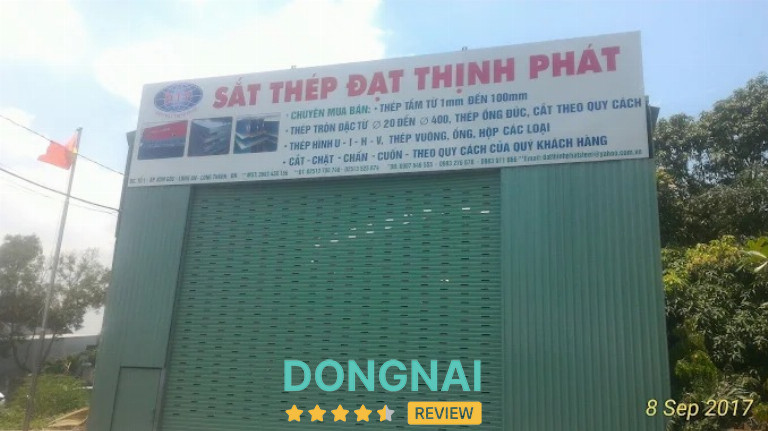 SẮT THÉP ĐẠT THỊNH PHÁT
• CHUYÊN MUA BÁN: • THÉP TẤM TỪ 1mm ĐẾN 100mm
• THÉP TRÒN ĐẶC TỪ ∅ 20 ĐẾN ∅ 400, THÉP ỐNG ĐÚC, CẮT THEO QUY CÁCH
• THÉP HÌNH U - I - H - V, THÉP VUÔNG, ỐNG, HỘP CÁC LOẠI
• CẮT - CHẶT - CHẤN - CUỐN - THEO QUY CÁCH CỦA QUÝ KHÁCH HÀNG
DONGNAI
REVIEW
8 Sep 2017